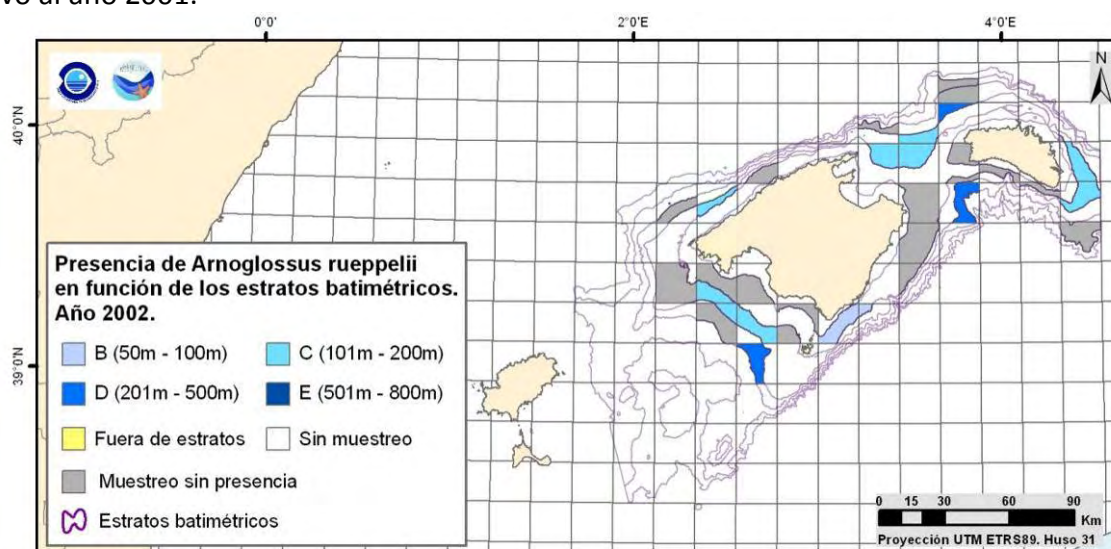 vo al año 2001.
0°0'
2°0'E
4°0'E
N
40°0'N
39°0'N
Presencia de Arnoglossus rueppelii
en función de los estratos batimétricos.
Año 2002.
B (50m - 100m)
C (101m - 200m)
D (201m - 500m)
E (501m - 800m)
Fuera de estratos
Sin muestreo
Muestreo sin presencia
Estratos batimétricos
0 15 30 60 90
Km
Proyección UTM ETRS89. Huso 31